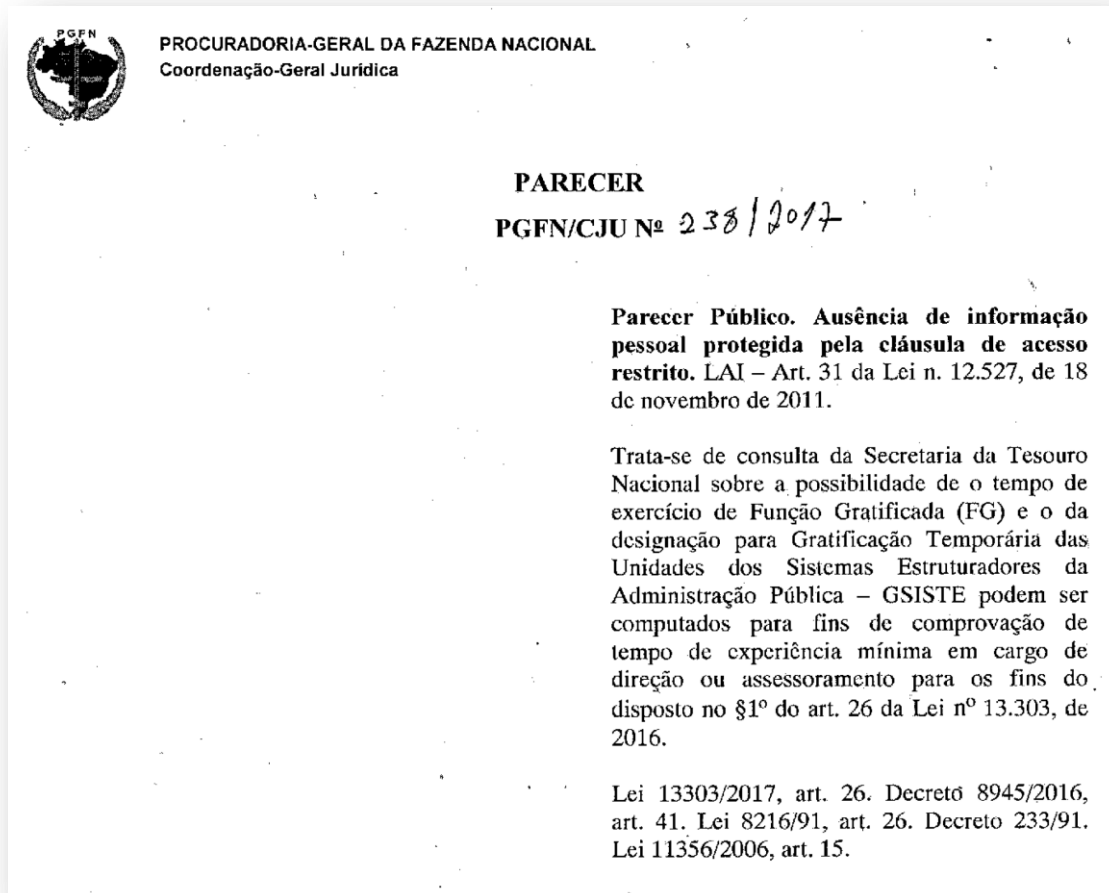 PGFN
PROCURADORIA-GERAL DA FAZENDA NACIONAL
Coordenação-Geral Jurídica
PARECER
PGFN/CJU Nº 238/2017
Parecer Público. Ausência de informação
pessoal protegida pela cláusula de acesso
restrito. LAI – Art. 31 da Lei n. 12.527, de 18
de novembro de 2011.
Trata-se de consulta da Secretaria da Tesouro
Nacional sobre a possibilidade de o tempo de
exercício de Função Gratificada (FG) e o da
designação para Gratificação Temporária das
Unidades dos Sistemas Estruturadores da
Administração Pública – GSISTE podem ser
computados para fins de comprovação de
tempo de experiência mínima em cargo de
direção ou assessoramento para os fins do
disposto no §1º do art. 26 da Lei nº 13.303, de
2016.
Lei 13303/2017, art. 26. Decreto 8945/2016,
art. 41. Lei 8216/91, art. 26. Decreto 233/91.
Lei 11356/2006, art. 15.